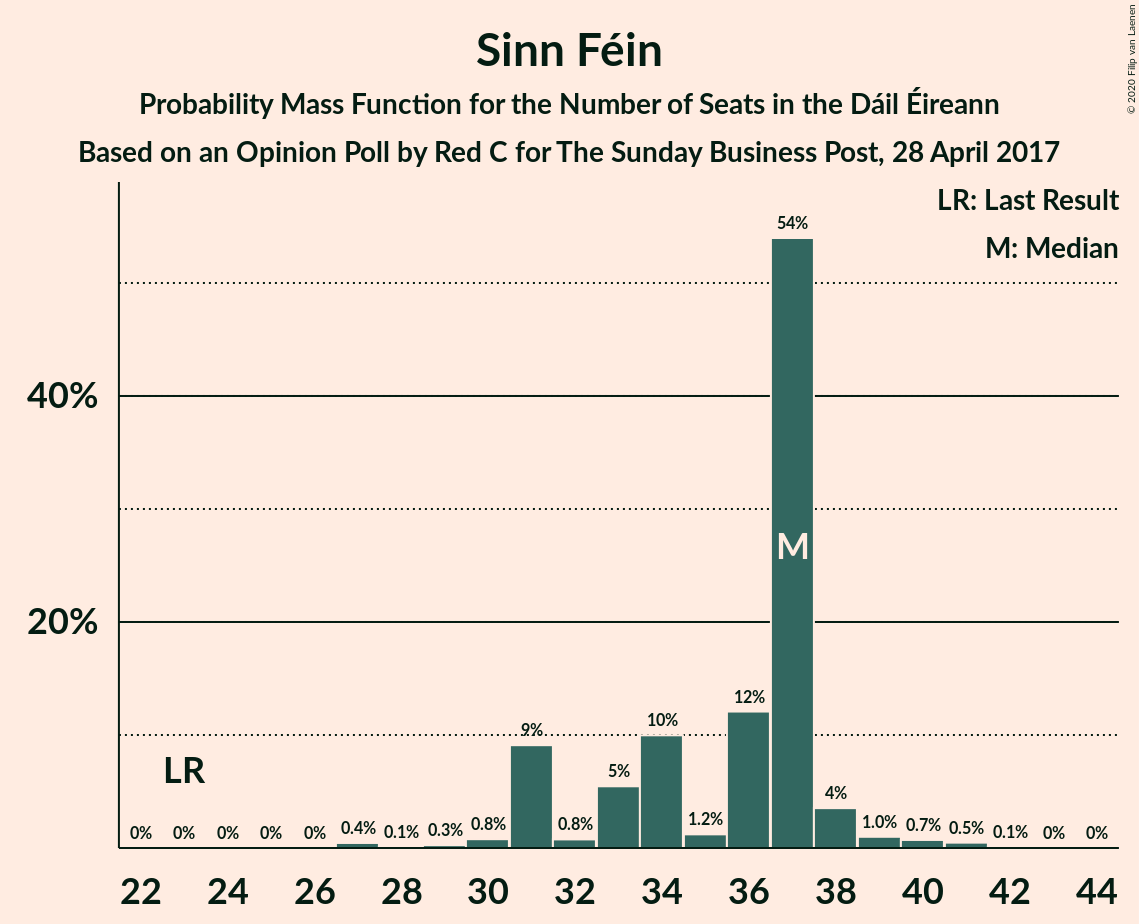 Sinn Féin
Probability Mass Function for the Number of Seats in the Dáil Éireann
Based on an Opinion Poll by Red C for The Sunday Business Post, 28 April 2017
© 2020 Filip van Laenen
LR: Last Result
M: Median
40%
20%
LR
M
0% 0% 0% 0% 0% 0.4% 0.1% 0.3% 0.8% 9% 0.8% 5% 10% 1.2% 12% 54% 4% 1.0% 0.7% 0.5% 0.1% 0% 0%
22 24 26 28 30 32 34 36 38 40 42 44